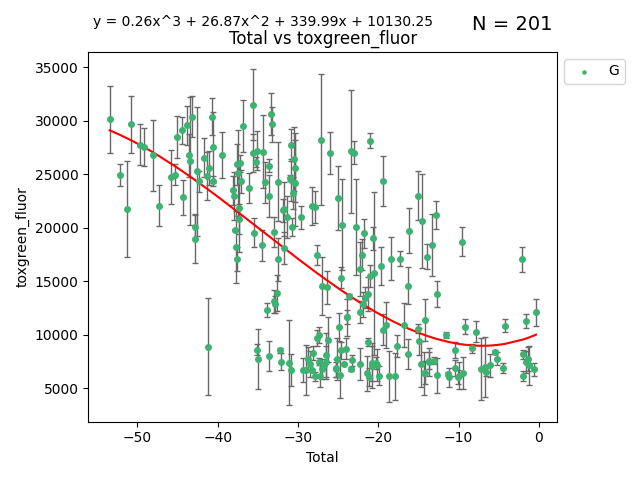 y = 0.26x^3 + 26.87x^2 + 339.99x + 10130.25
N = 201
Total vs toxgreen_fluor
G
35000
30000
25000
20000
15000
10000
5000
toxgreen_fluor
−50
−40
−30
−20
−10
0
Total